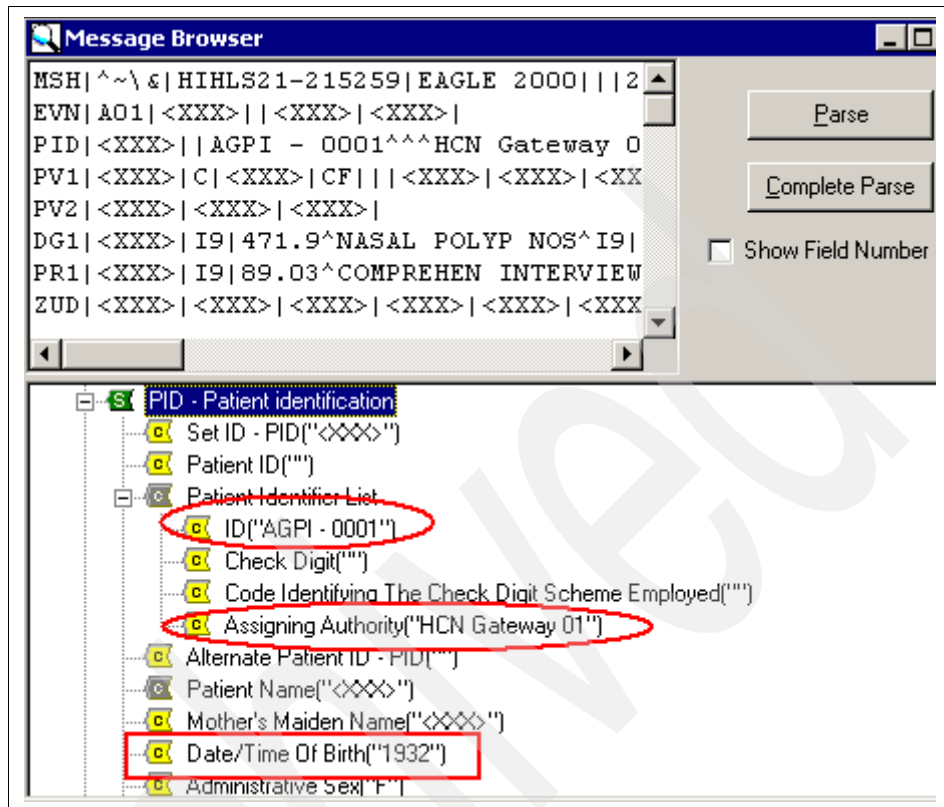 Message Browser
MSH|^~\&|HIHLS21-215259|EAGLE 2000|||2
EVN|A01|<XXX>||<XXX>|<XXX>|
PID|<XXX>||AGPI - 0001^^^HCN Gateway 0
PV1|<XXX>|C|<XXX>|CF|||<XXX>|<XXX>|<XX
PV2|<XXX>|<XXX>|<XXX>|
DG1|<XXX>|I9|471.9^NASAL POLYP NOS^I9|
PR1|<XXX>|I9|89.03^COMPREHEN INTERVIEW
ZUD|<XXX>|<XXX>|<XXX>|<XXX>|<XXX
Parse
Complete Parse
Show Field Number
PID - Patient identification
Set ID - PID("<XXX>")
Patient ID("")
Patient Identifier List
ID("AGPI - 0001")
Check Digit("")
Code Identifying The Check Digit Scheme Employed("")
Assigning Authority("HCN Gateway 01")
Alternate Patient ID - PID("")
Patient Name("<XXX>")
Mother's Maiden Name("<XXX>")
Date/Time Of Birth("1932")
Administrative Sex("F")